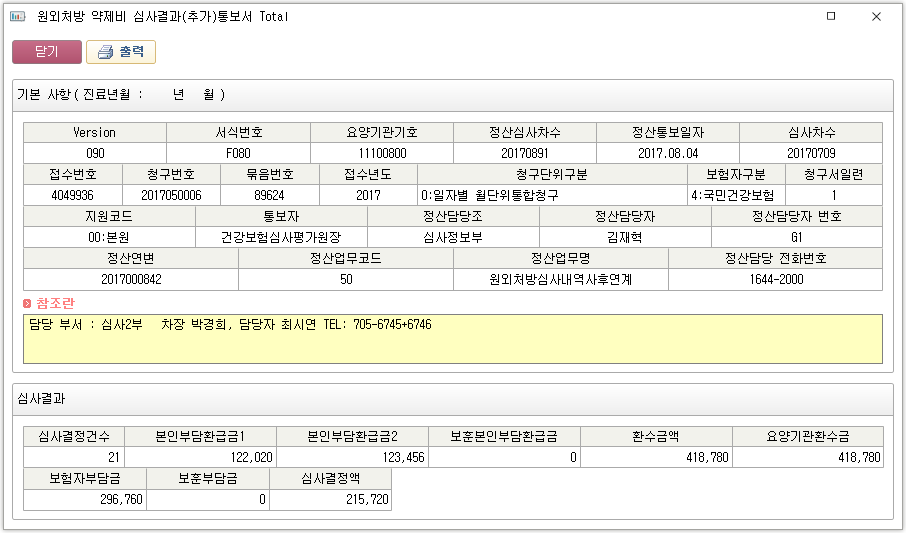 원외처방 약제비 심사결과(추가)통보서 Total
닫기 출력
기본 사항 ( 진료년월 : 년 월 )
Version 서식번호 요양기관기호 정산심사차수 정산통보일자 심사차수
090 F080 11100800 20170891 2017.08.04 20170709
접수번호 청구번호 묶음번호 접수년도 청구단위구분 보험자구분 청구서일련
4049936 2017050006 89624 2017 0:일자별 월단위통합청구 4:국민건강보험 1
지원코드 통보자 정산담당조 정산담당자 정산담당자 번호
00:본원 건강보험심사평가원장 심사정보부 김재혁 G1
정산연변 정산업무코드 정산업무명 정산담당 전화번호
2017000842 50 원외처방심사내역사후연계 1644-2000
참조란
담당 부서 : 심사2부 차장 박경희, 담당자 최시연 TEL: 705-6745+6746
심사결과
심사결정건수 본인부담환급금1 본인부담환급금2 보훈본인부담환급금 환수금액 요양기관환수금
21 122,020 123,456 0 418,780 418,780
보험자부담금 보훈부담금 심사결정액
296,760 0 215,720